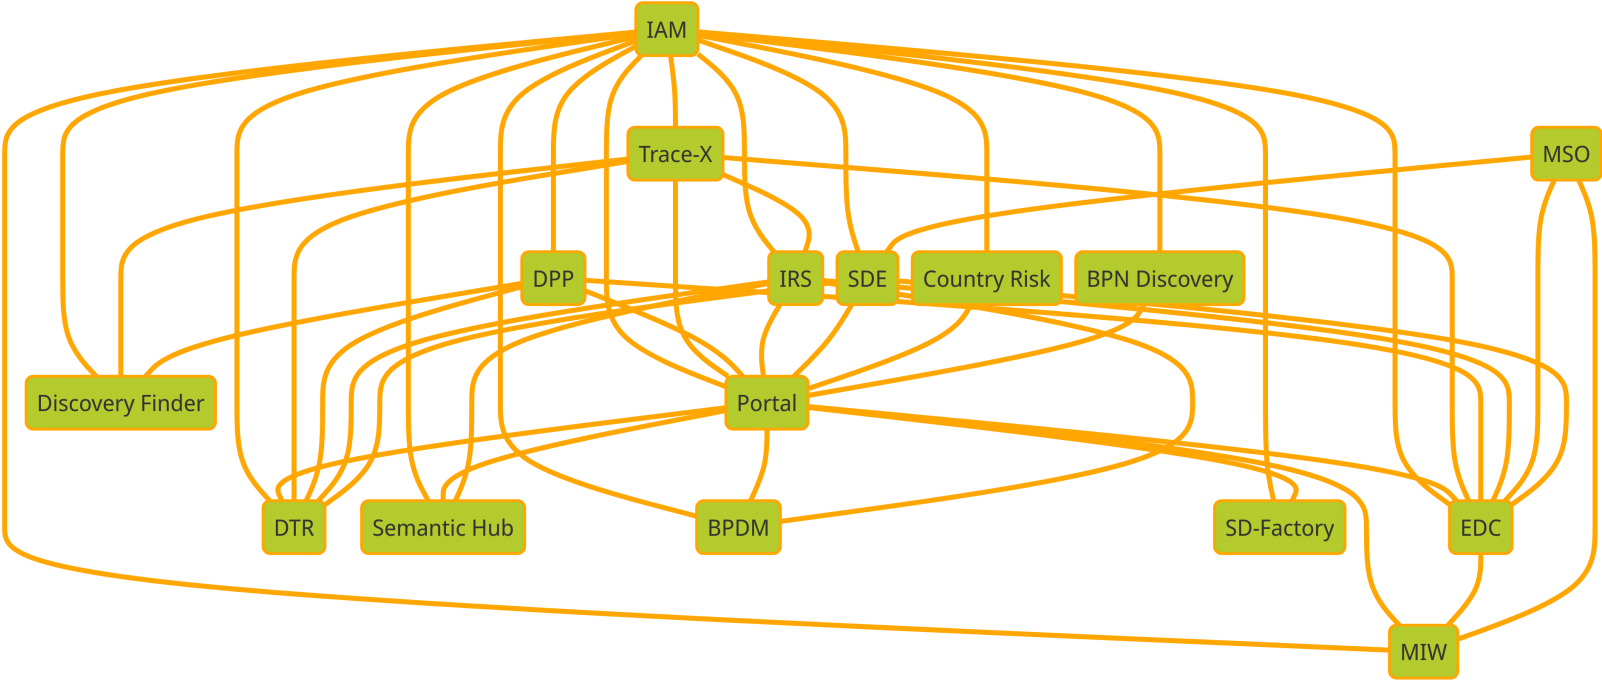 IAM
Trace-X
MSO
DPP
IRS
SDE
Country Risk
BPN Discovery
Discovery Finder
Portal
DTR
Semantic Hub
BPDM
SD-Factory
EDC
MIW